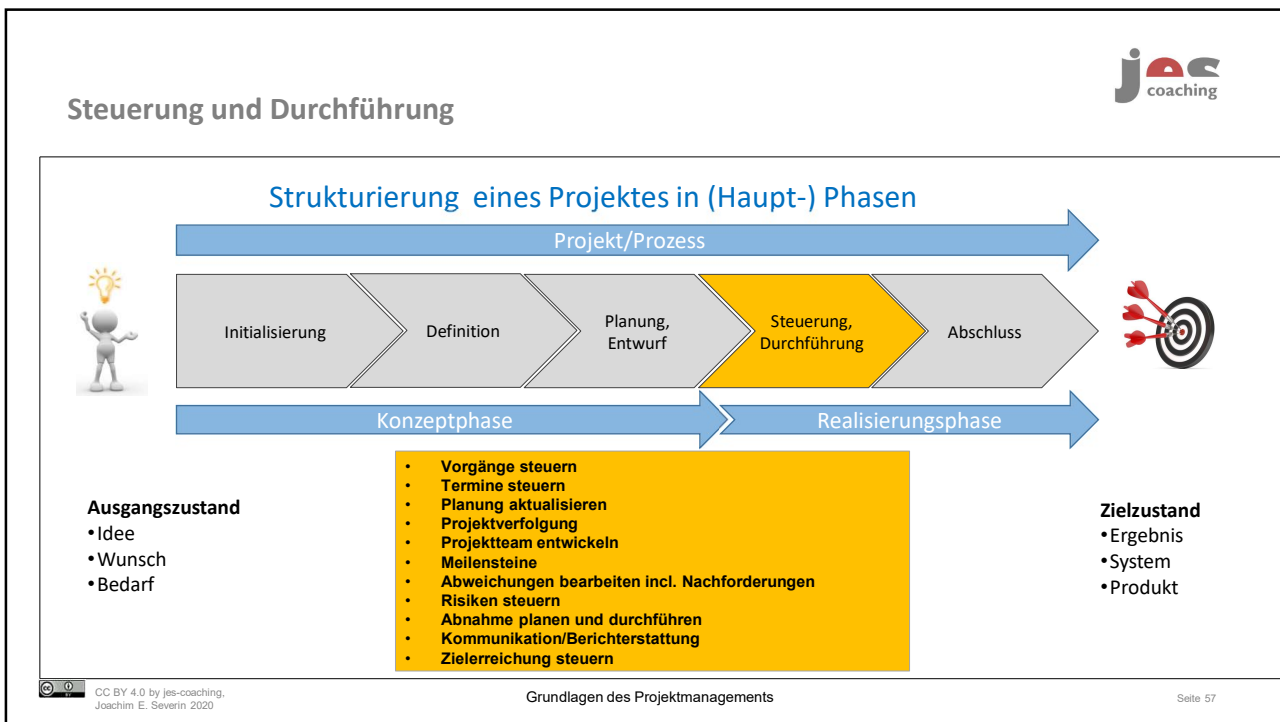 jes
coaching
Steuerung und Durchführung
Strukturierung eines Projektes in (Haupt-) Phasen
Projekt/Prozess
Initialisierung
Definition
Planung,
Entwurf
Steuerung,
Durchführung
Abschluss
Konzeptphase
Realisierungsphase
• Vorgänge steuern
• Termine steuern
• Planung aktualisieren
• Projektverfolgung
• Projektteam entwickeln
• Meilensteine
• Abweichungen bearbeiten incl. Nachforderungen
• Risiken steuern
• Abnahme planen und durchführen
• Kommunikation/Berichterstattung
• Zielerreichung steuern
Ausgangszustand
•Idee
•Wunsch
•Bedarf
Zielzustand
•Ergebnis
•System
•Produkt
cc BY
CC BY 4.0 by jes-coaching,
Joachim E. Severin 2020
Grundlagen des Projektmanagements
Seite 57